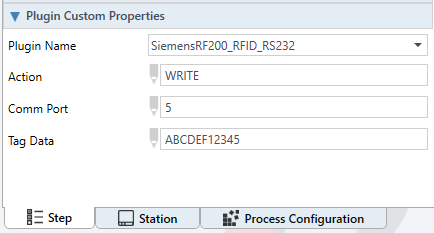 Plugin Custom Properties
Plugin Name SiemensRF200_RFID_RS232
Action WRITE
Comm Port 5
Tag Data ABCDEF12345
Step Station Process Configuration